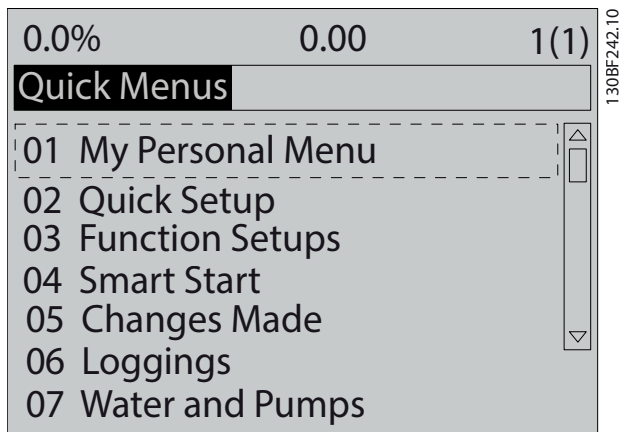 0.0% 0.00 1(1)
Quick Menus
01 My Personal Menu
02 Quick Setup
03 Function Setups
04 Smart Start
05 Changes Made
06 Loggings
07 Water and Pumps
130BF242.10